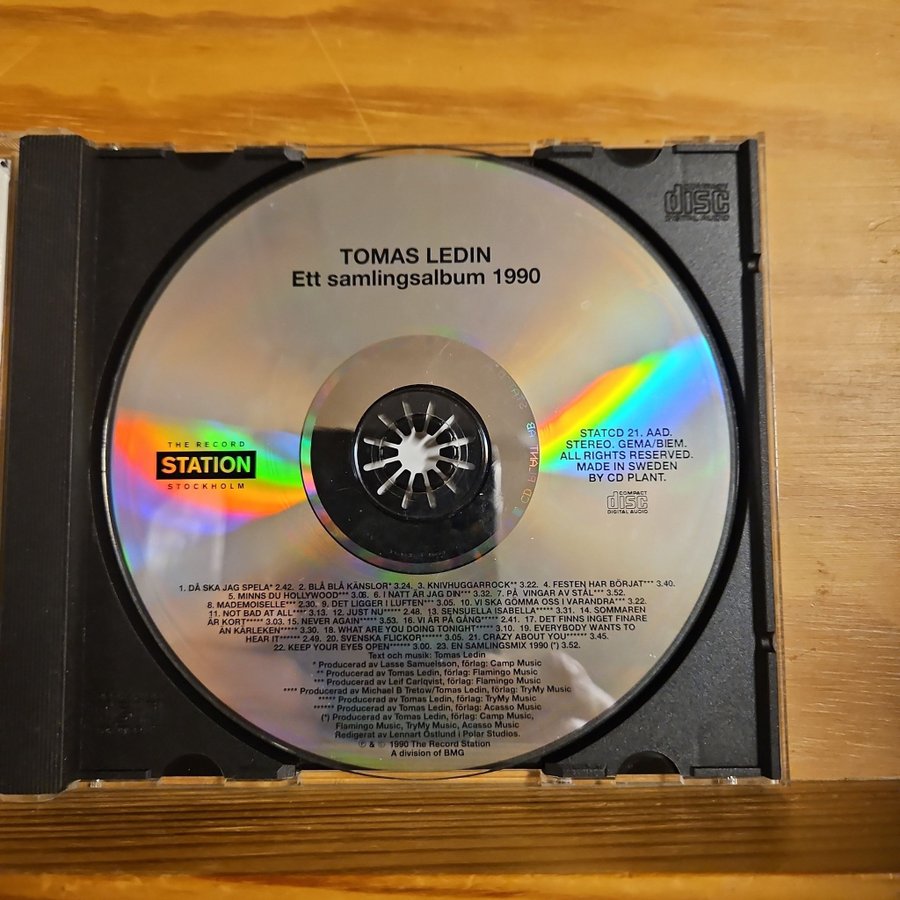 COMPACT
disc
DIGITAL AUDIO
TOMAS LEDIN
Ett samlingsalbum 1990
THE RECORD
STATION
STOCKHOLM
STATCD 21. AAD.
STEREO. GEMA/BIEM.
ALL RIGHTS RESERVED.
MADE IN SWEDEN
BY CD PLANT.
COMPACT
disc
DIGITAL AUDIO
1. DÅ SKA JAG SPELA* 2.42. 2. BLÅ BLÅ KÄNSLOR* 3.24. 3. KNIVHUGGARROCK** 3.22. 4. FESTEN HAR BÖRJAT*** 3.40.
5. MINNS DU HOLLYWOOD*** 3.08. 6. I NATT ÄR JAG DIN*** 3.32. 7. PÅ VINGAR AV STÅL*** 3.52.
8. MADEMOISELLE*** 2.30. 9. DET LIGGER I LUFTEN*** 3.05. 10. VI SKA GÖMMA OSS I VARANDRA*** 3.22.
11. NOT BAD AT ALL**** 3.13. 12. JUST NU***** 2.48. 13. SENSUELLA ISABELLA***** 3.31. 14. SOMMAREN
ÄR KORT***** 3.03. 15. NEVER AGAIN***** 3.53. 16. VI ÄR PÅ GÅNG***** 2.41. 17. DET FINNS INGET FINARE
ÄN KÄRLEKEN***** 3.30. 18. WHAT ARE YOU DOING TONIGHT***** 3.10. 19. EVERYBODY WANTS TO
HEAR IT****** 2.49. 20. SVENSKA FLICKOR****** 3.05. 21. CRAZY ABOUT YOU****** 3.45.
22. KEEP YOUR EYES OPEN****** 3.00. 23. EN SAMLINGSMIX 1990 (*) 3.52.
Text och musik: Tomas Ledin
* Producerad av Lasse Samuelsson, förlag: Camp Music
** Producerad av Tomas Ledin, förlag: Flamingo Music
*** Producerad av Leif Carlqvist, förlag: Flamingo Music
**** Producerad av Michael B Tretow/Tomas Ledin, förlag: TryMy Music
***** Producerad av Tomas Ledin, förlag: TryMy Music
****** Producerad av Tomas Ledin, förlag: Acasso Music
(*) Producerad av Tomas Ledin, förlag: Camp Music,
Flamingo Music, TryMy Music, Acasso Music
Redigerat av Lennart Östlund i Polar Studios.
℗ & © 1990 The Record Station
A division of BMG